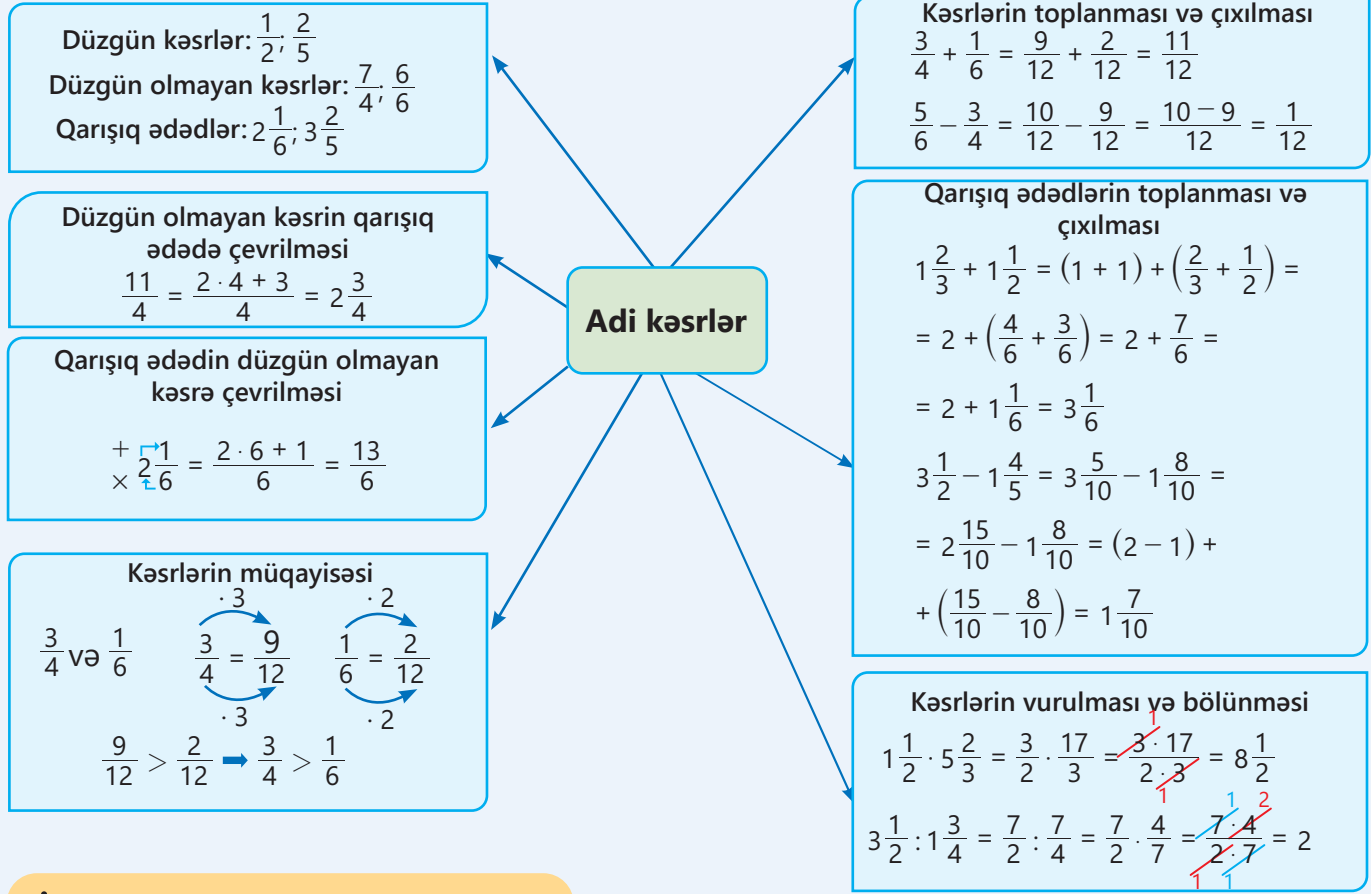 Düzgün kəsrlər: 1/2; 2/5
Düzgün olmayan kəsrlər: 7/4; 6/6
Qarışıq ədədlər: 2 1/6; 3 2/5
Düzgün olmayan kəsrin qarışıq
ədədə çevrilməsi
11/4 = (2 · 4 + 3)/4 = 2 3/4
Qarışıq ədədin düzgün olmayan
kəsrə çevrilməsi
+ × 2 1/6 = (2 · 6 + 1)/6 = 13/6
Kəsrlərin müqayisəsi
· 3 · 2
3/4 və 1/6 3/4 = 9/12 1/6 = 2/12
· 3 · 2
9/12 > 2/12 ➡ 3/4 > 1/6
Adi kəsrlər
Kəsrlərin toplanması və çıxılması
3/4 + 1/6 = 9/12 + 2/12 = 11/12
5/6 − 3/4 = 10/12 − 9/12 = (10 − 9)/12 = 1/12
Qarışıq ədədlərin toplanması və
çıxılması
1 2/3 + 1 1/2 = (1 + 1) + (2/3 + 1/2) =
= 2 + (4/6 + 3/6) = 2 + 7/6 =
= 2 + 1 1/6 = 3 1/6
3 1/2 − 1 4/5 = 3 5/10 − 1 8/10 =
= 2 15/10 − 1 8/10 = (2 − 1) +
+ (15/10 − 8/10) = 1 7/10
Kəsrlərin vurulması və bölünməsi
1
1 1/2 · 5 2/3 = 3/2 · 17/3 = (3 · 17)/(2 · 3) = 8 1/2
1
1 2
3 1/2 : 1 3/4 = 7/2 : 7/4 = 7/2 · 4/7 = (7 · 4)/(2 · 7) = 2
1 1